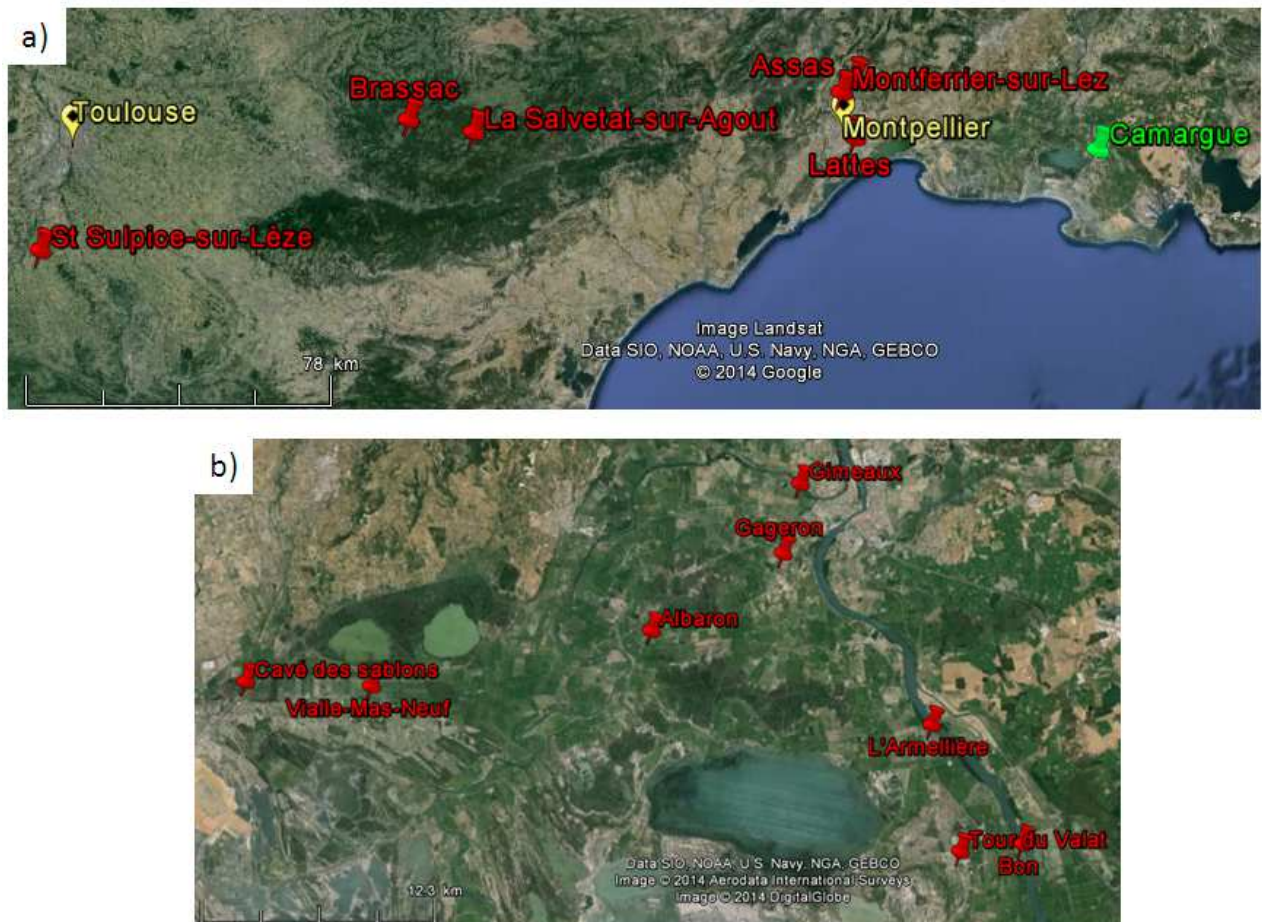 a)
Toulouse
Brassac
La Salvetat-sur-Agout
Assas
Montferrier-sur-Lez
Montpellier
Lattes
Camargue
St Sulpice-sur-Lèze
78 km
Image Landsat
Data SIO, NOAA, U.S. Navy, NGA, GEBCO
© 2014 Google
b)
Gimeaux
Gageron
Albaron
Cavé des sablons
Vialle-Mas-Neuf
L'Armellière
Tour du Valat
Bon
Data SIO, NOAA, U.S. Navy, NGA, GEBCO
Image © 2014 Aerodata International Surveys
Image © 2014 DigitalGlobe
12.3 km